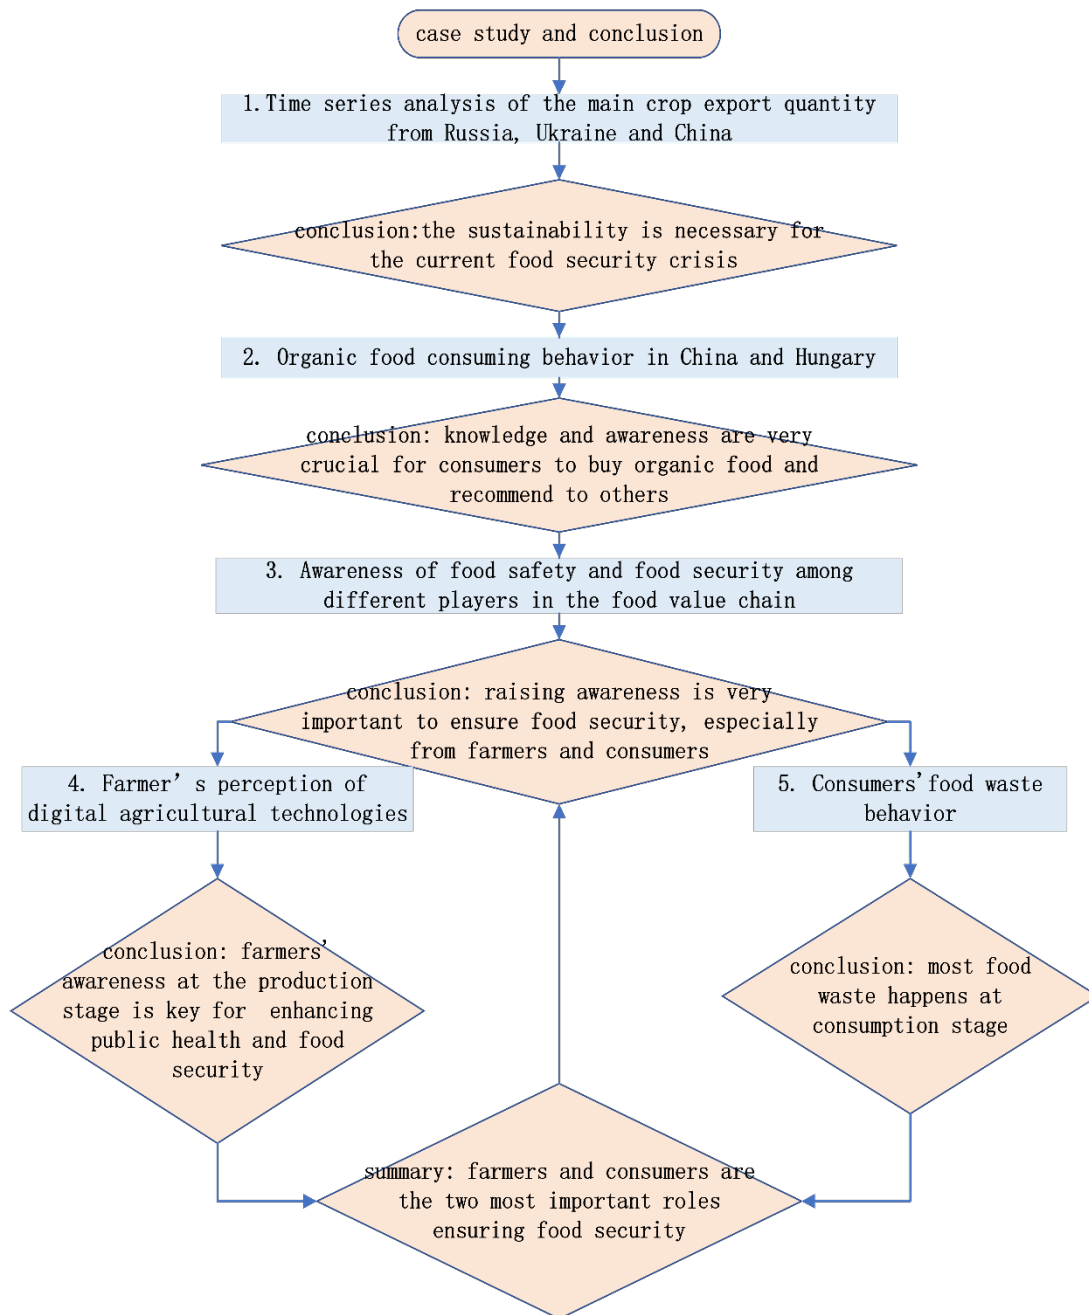 case study and conclusion
1.Time series analysis of the main crop export quantity
from Russia, Ukraine and China
conclusion:the sustainability is necessary for
the current food security crisis
2. Organic food consuming behavior in China and Hungary
conclusion: knowledge and awareness are very
crucial for consumers to buy organic food and
recommend to others
3. Awareness of food safety and food security among
different players in the food value chain
conclusion: raising awareness is very
important to ensure food security, especially
from farmers and consumers
4. Farmer’s perception of
digital agricultural technologies
5. Consumers'food waste
behavior
conclusion: farmers'
awareness at the production
stage is key for enhancing
public health and food
security
conclusion: most food
waste happens at
consumption stage
summary: farmers and consumers are
the two most important roles
ensuring food security